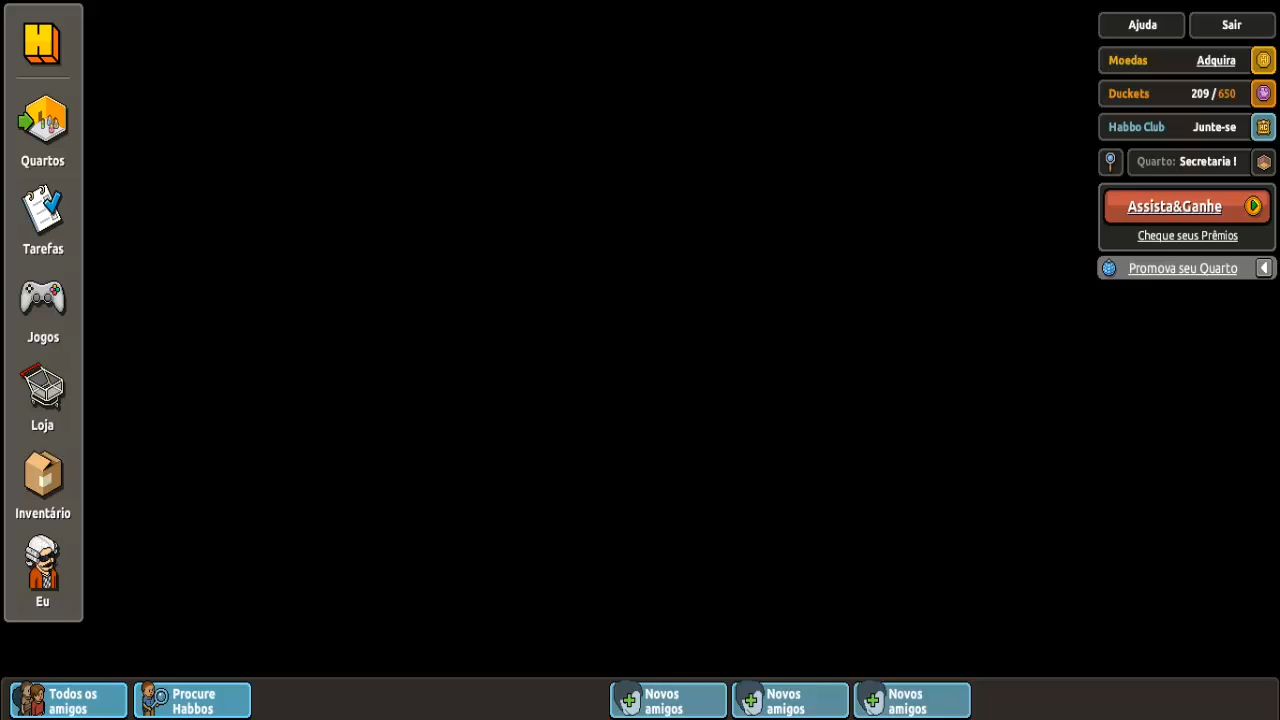 H
Quartos
Tarefas
Jogos
Loja
Inventário
Eu
Ajuda
Sair
Moedas Adquira
Duckets 209 / 650
Habbo Club Junte-se
Quarto: Secretaria !
Assista&Ganhe
Cheque seus Prêmios
Promova seu Quarto
Todos os
amigos
Procure
Habbos
Novos
amigos
Novos
amigos
Novos
amigos